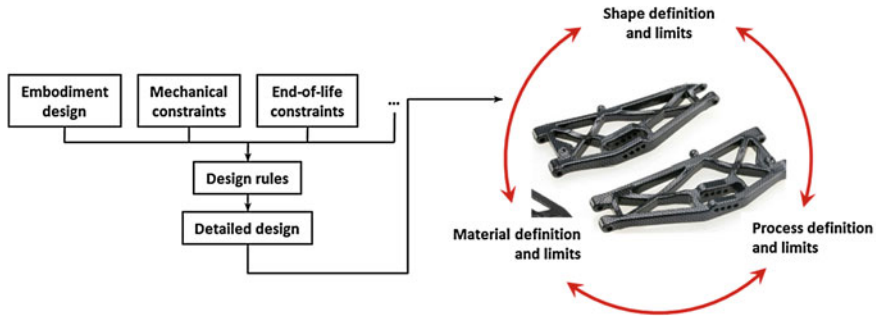 Embodiment
design
Mechanical
constraints
End-of-life
constraints
...
Design rules
Detailed design
Shape definition
and limits
Material definition
and limits
Process definition
and limits